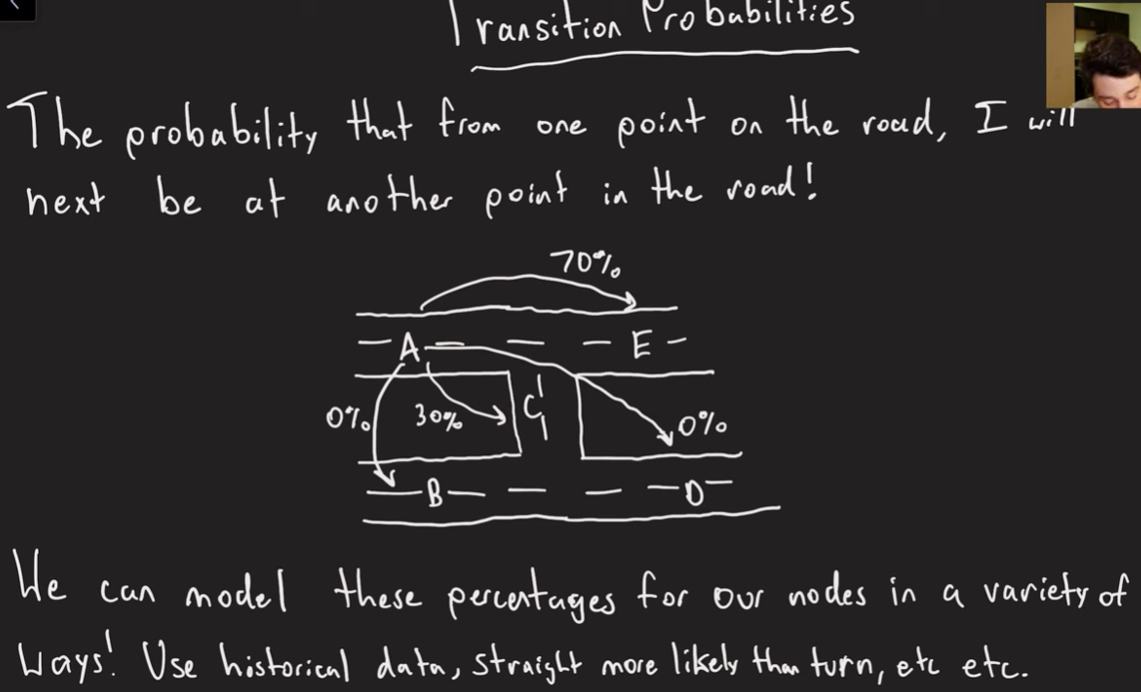 Transition Probabilities
The probability that from one point on the road, I will
next be at another point in the road!
70%
A E
0% 30% C 0%
B D
We can model these percentages for our nodes in a variety of
ways! Use historical data, straight more likely than turn, etc etc.